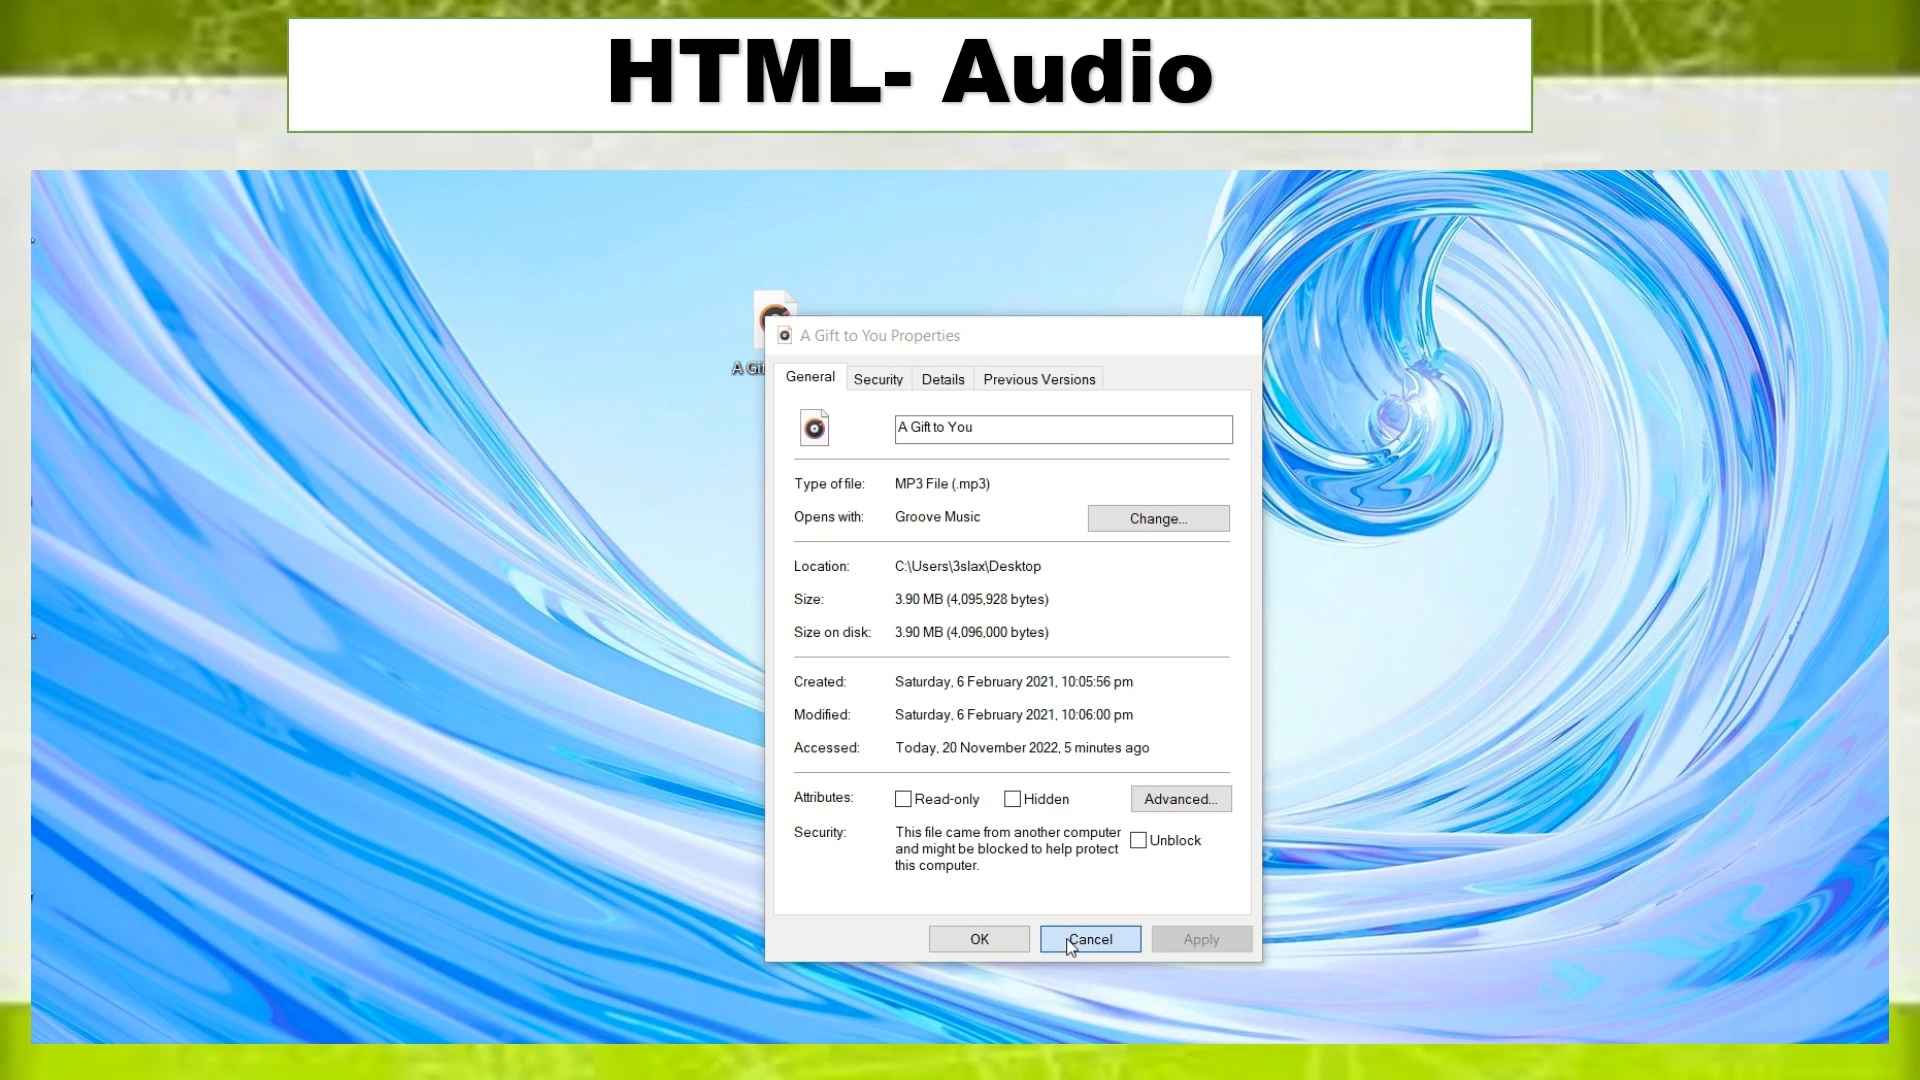 HTML- Audio
A Gif
A Gift to You Properties
General Security Details Previous Versions
A Gift to You
Type of file: MP3 File (.mp3)
Opens with: Groove Music Change...
Location: C:\Users\3slax\Desktop
Size: 3.90 MB (4,095,928 bytes)
Size on disk: 3.90 MB (4,096,000 bytes)
Created: Saturday, 6 February 2021, 10:05:56 pm
Modified: Saturday, 6 February 2021, 10:06:00 pm
Accessed: Today, 20 November 2022, 5 minutes ago
Attributes: Read-only Hidden Advanced...
Security: This file came from another computer
and might be blocked to help protect
this computer.
Unblock
OK Cancel Apply